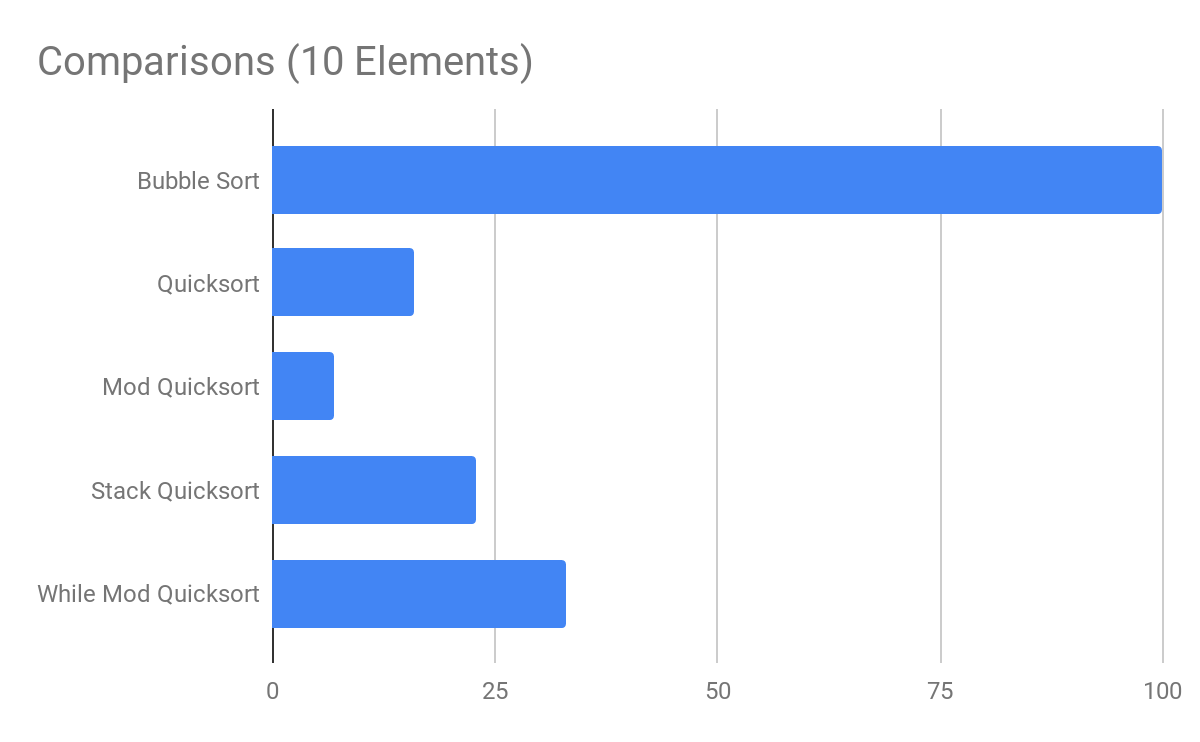 Comparisons (10 Elements)
Bubble Sort
Quicksort
Mod Quicksort
Stack Quicksort
While Mod Quicksort
0 25 50 75 100